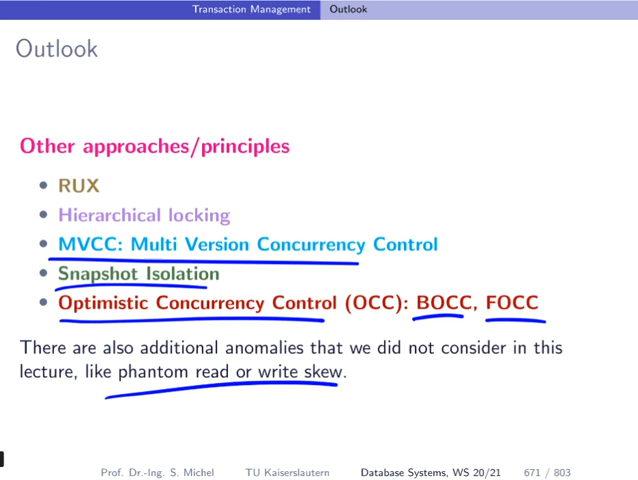 Transaction Management Outlook
Outlook
Other approaches/principles
• RUX
• Hierarchical locking
• MVCC: Multi Version Concurrency Control
• Snapshot Isolation
• Optimistic Concurrency Control (OCC): BOCC, FOCC
There are also additional anomalies that we did not consider in this
lecture, like phantom read or write skew.
Prof. Dr.-Ing. S. Michel TU Kaiserslautern Database Systems, WS 20/21 671 / 803